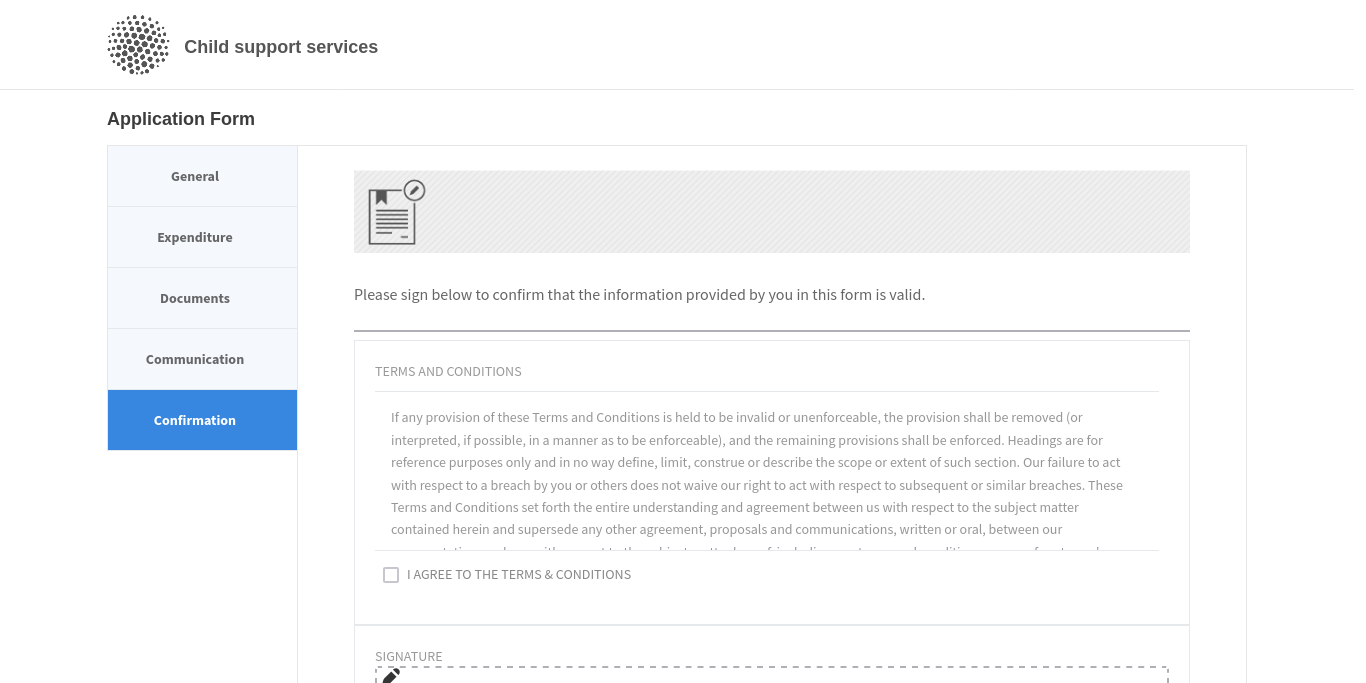 Child support services
Application Form
General
Expenditure
Documents
Communication
Confirmation
Please sign below to confirm that the information provided by you in this form is valid.
TERMS AND CONDITIONS
If any provision of these Terms and Conditions is held to be invalid or unenforceable, the provision shall be removed (or
interpreted, if possible, in a manner as to be enforceable), and the remaining provisions shall be enforced. Headings are for
reference purposes only and in no way define, limit, construe or describe the scope or extent of such section. Our failure to act
with respect to a breach by you or others does not waive our right to act with respect to subsequent or similar breaches. These
Terms and Conditions set forth the entire understanding and agreement between us with respect to the subject matter
contained herein and supersede any other agreement, proposals and communications, written or oral, between our
I AGREE TO THE TERMS & CONDITIONS
SIGNATURE